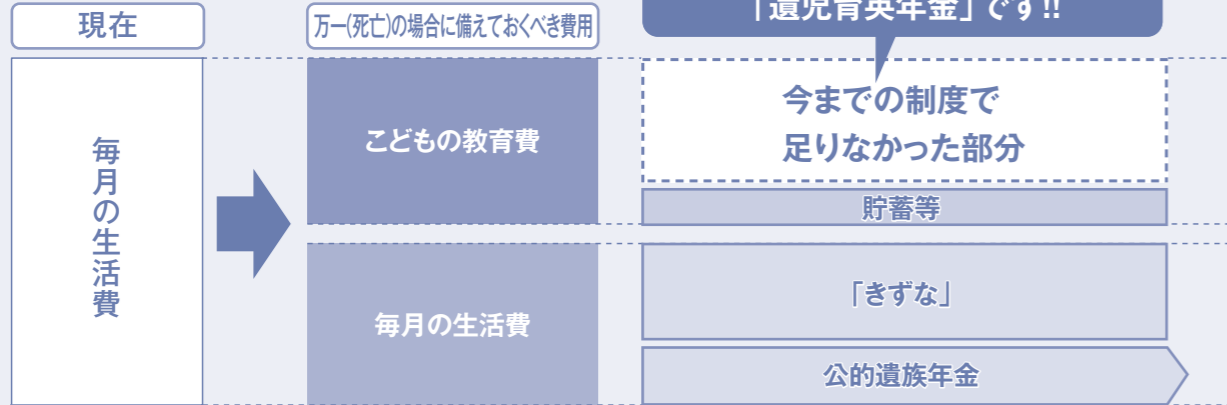 現在
万一(死亡)の場合に備えておくべき費用
「遺児育英年金」です!!
毎月の生活費
こどもの教育費
今までの制度で
足りなかった部分
貯蓄等
毎月の生活費
「きずな」
公的遺族年金